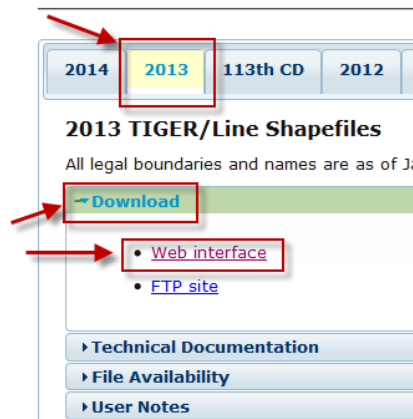 2014 2013 113th CD 2012
2013 TIGER/Line Shapefiles
All legal boundaries and names are as of
Download
Web interface
FTP site
Technical Documentation
File Availability
User Notes